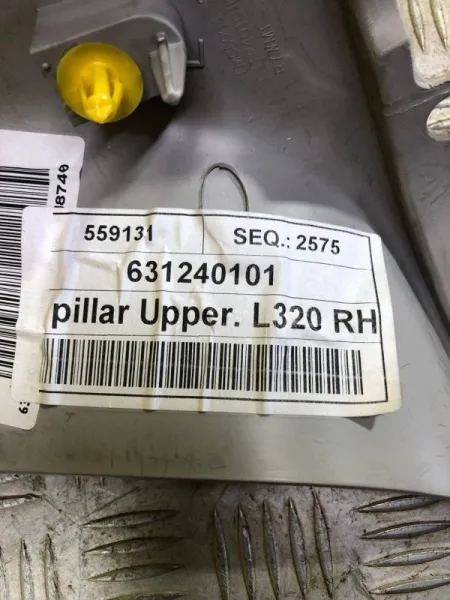 559131
SEQ.: 2575
631240101
pillar Upper. L320 RH